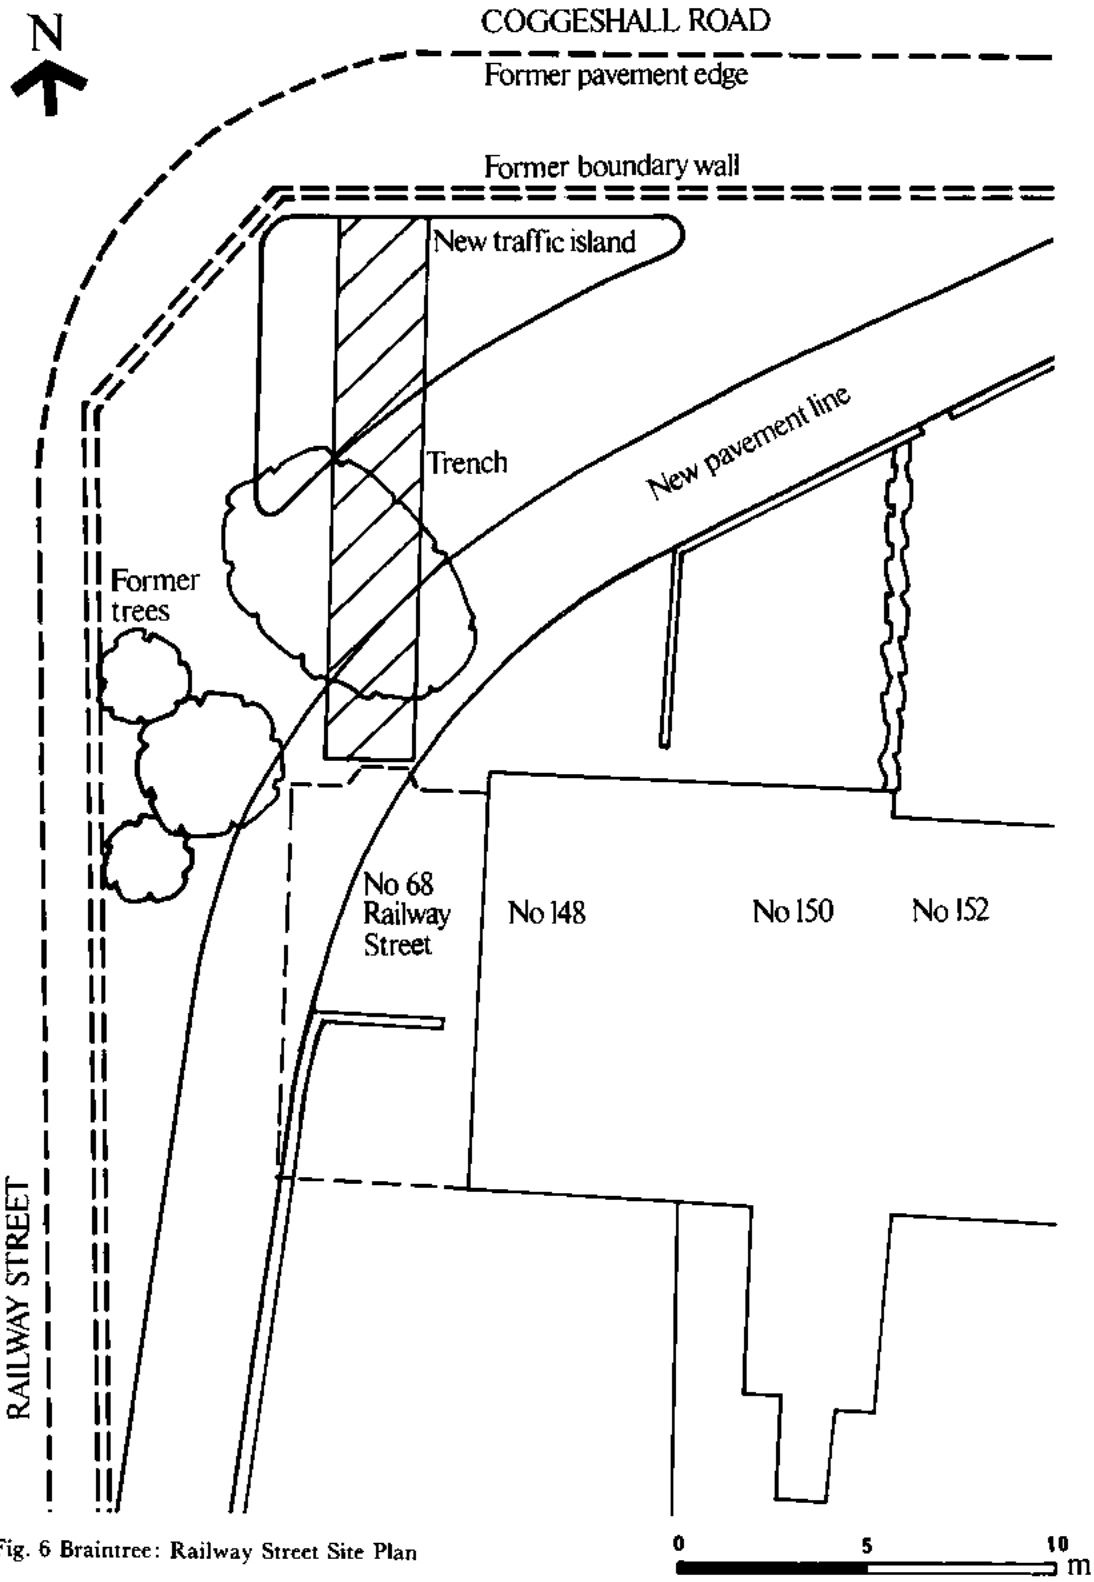 N
COGGESHALL ROAD
Former pavement edge
Former boundary wall
New traffic island
New pavement line
Trench
Former
trees
No 68
Railway
Street
No 148
No 150
No 152
RAILWAY STREET
Fig. 6 Braintree: Railway Street Site Plan
0 5 10
m